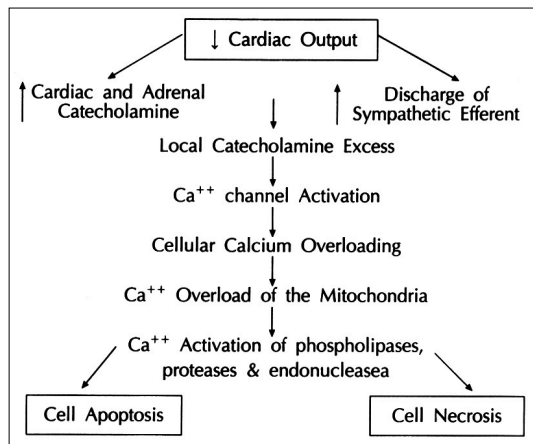 ↓ Cardiac Output
↑ Cardiac and Adrenal
Catecholamine
↑ Discharge of
Sympathetic Efferent
Local Catecholamine Excess
Ca++ channel Activation
Cellular Calcium Overloading
Ca++ Overload of the Mitochondria
Ca++ Activation of phospholipases,
proteases & endonucleasea
Cell Apoptosis
Cell Necrosis